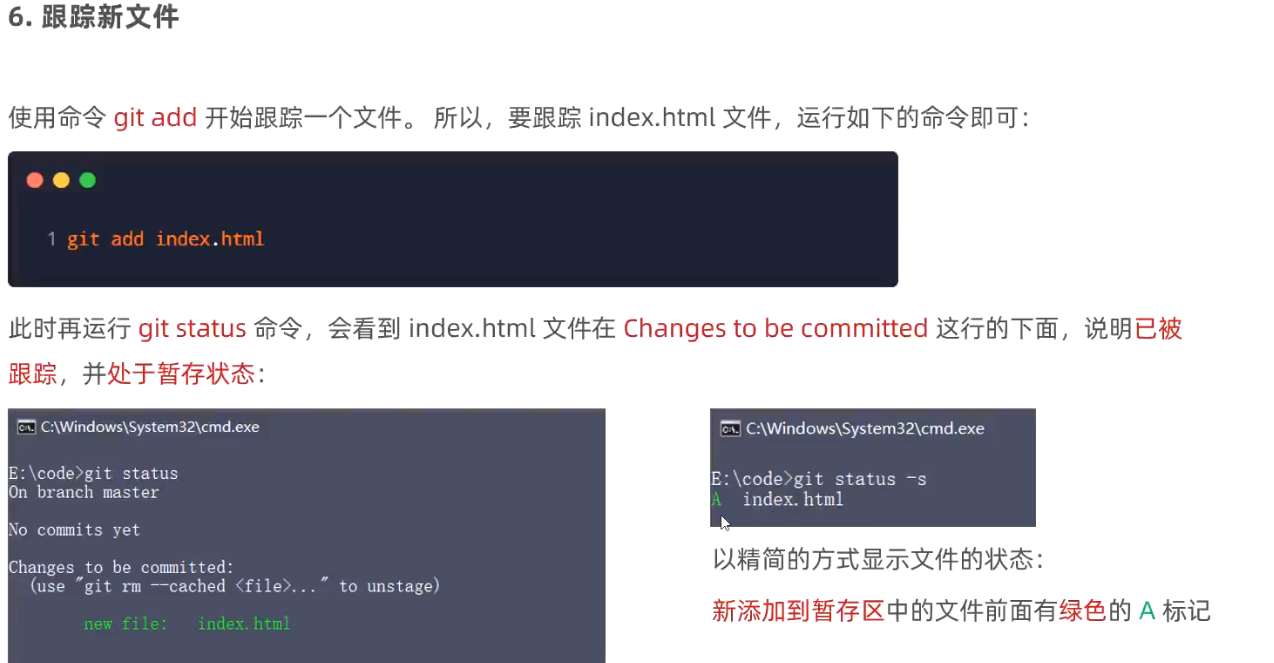 6. 跟踪新文件
使用命令 git add 开始跟踪一个文件。 所以，要跟踪 index.html 文件，运行如下的命令即可：
1 git add index.html
此时再运行 git status 命令，会看到 index.html 文件在 Changes to be committed 这行的下面，说明已被
跟踪，并处于暂存状态：
C:\Windows\System32\cmd.exe
E:\code>git status
On branch master
No commits yet
Changes to be committed:
(use "git rm --cached <file>..." to unstage)
new file: index.html
C:\Windows\System32\cmd.exe
E:\code>git status -s
A index.html
以精简的方式显示文件的状态：
新添加到暂存区中的文件前面有绿色的 A 标记